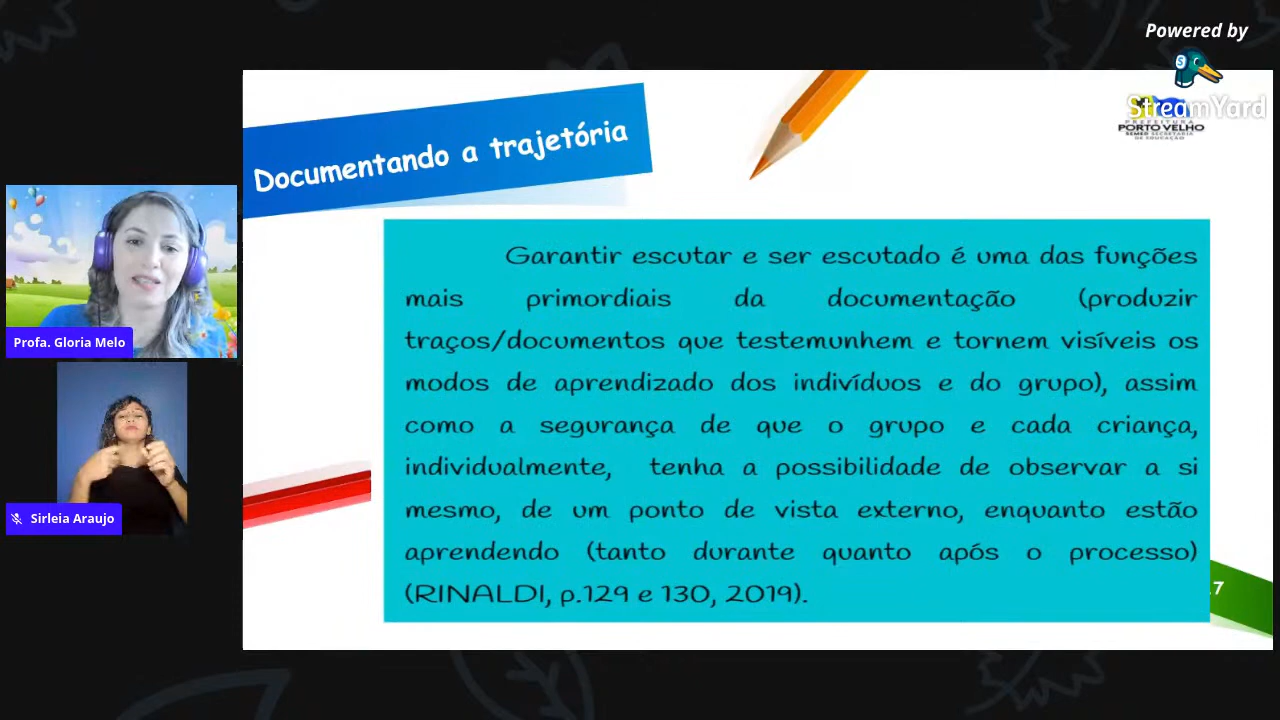 Powered by
StreamYard
PREFEITURA
PORTO VELHO
SEMED SECRETARIA
DE EDUCAÇÃO
Documentando a trajetória
Garantir escutar e ser escutado é uma das funções
mais primordiais da documentação (produzir
traços/documentos que testemunhem e tornem visíveis os
modos de aprendizado dos indivíduos e do grupo), assim
como a segurança de que o grupo e cada criança,
individualmente, tenha a possibilidade de observar a si
mesmo, de um ponto de vista externo, enquanto estão
aprendendo (tanto durante quanto após o processo)
(RINALDI, p.129 e 130, 2019).
7
Profa. Gloria Melo
Sirleia Araujo